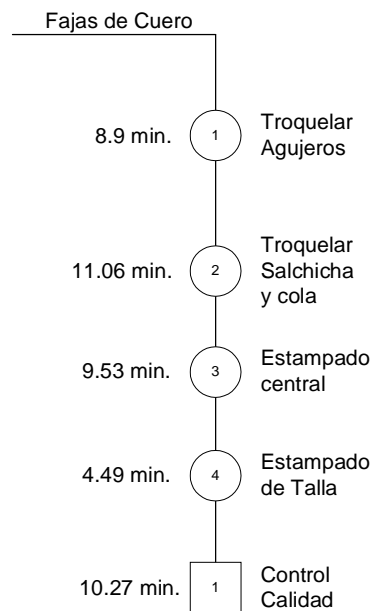 Fajas de Cuero
8.9 min.
1
Troquelar
Agujeros
11.06 min.
2
Troquelar
Salchicha
y cola
9.53 min.
3
Estampado
central
4.49 min.
4
Estampado
de Talla
10.27 min.
1
Control
Calidad